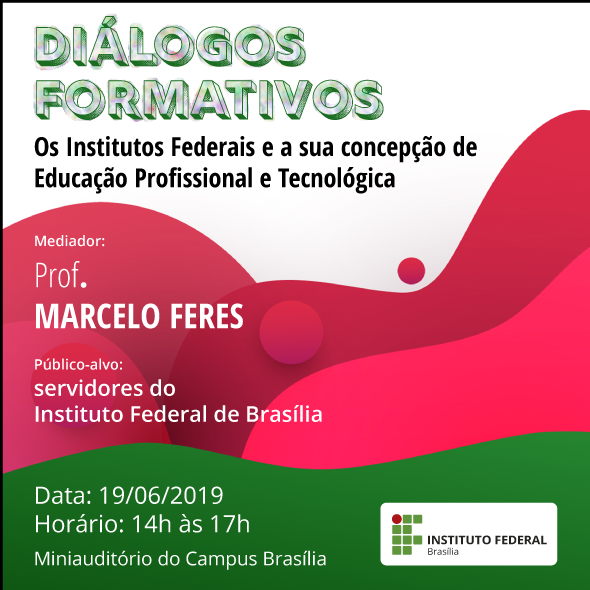 DIÁLOGOS
FORMATIVOS
Os Institutos Federais e a sua concepção de
Educação Profissional e Tecnológica
Mediador:
Prof.
MARCELO FERES
Público-alvo:
servidores do
Instituto Federal de Brasília
Data: 19/06/2019
Horário: 14h às 17h
Miniauditório do Campus Brasília
INSTITUTO FEDERAL
Brasília